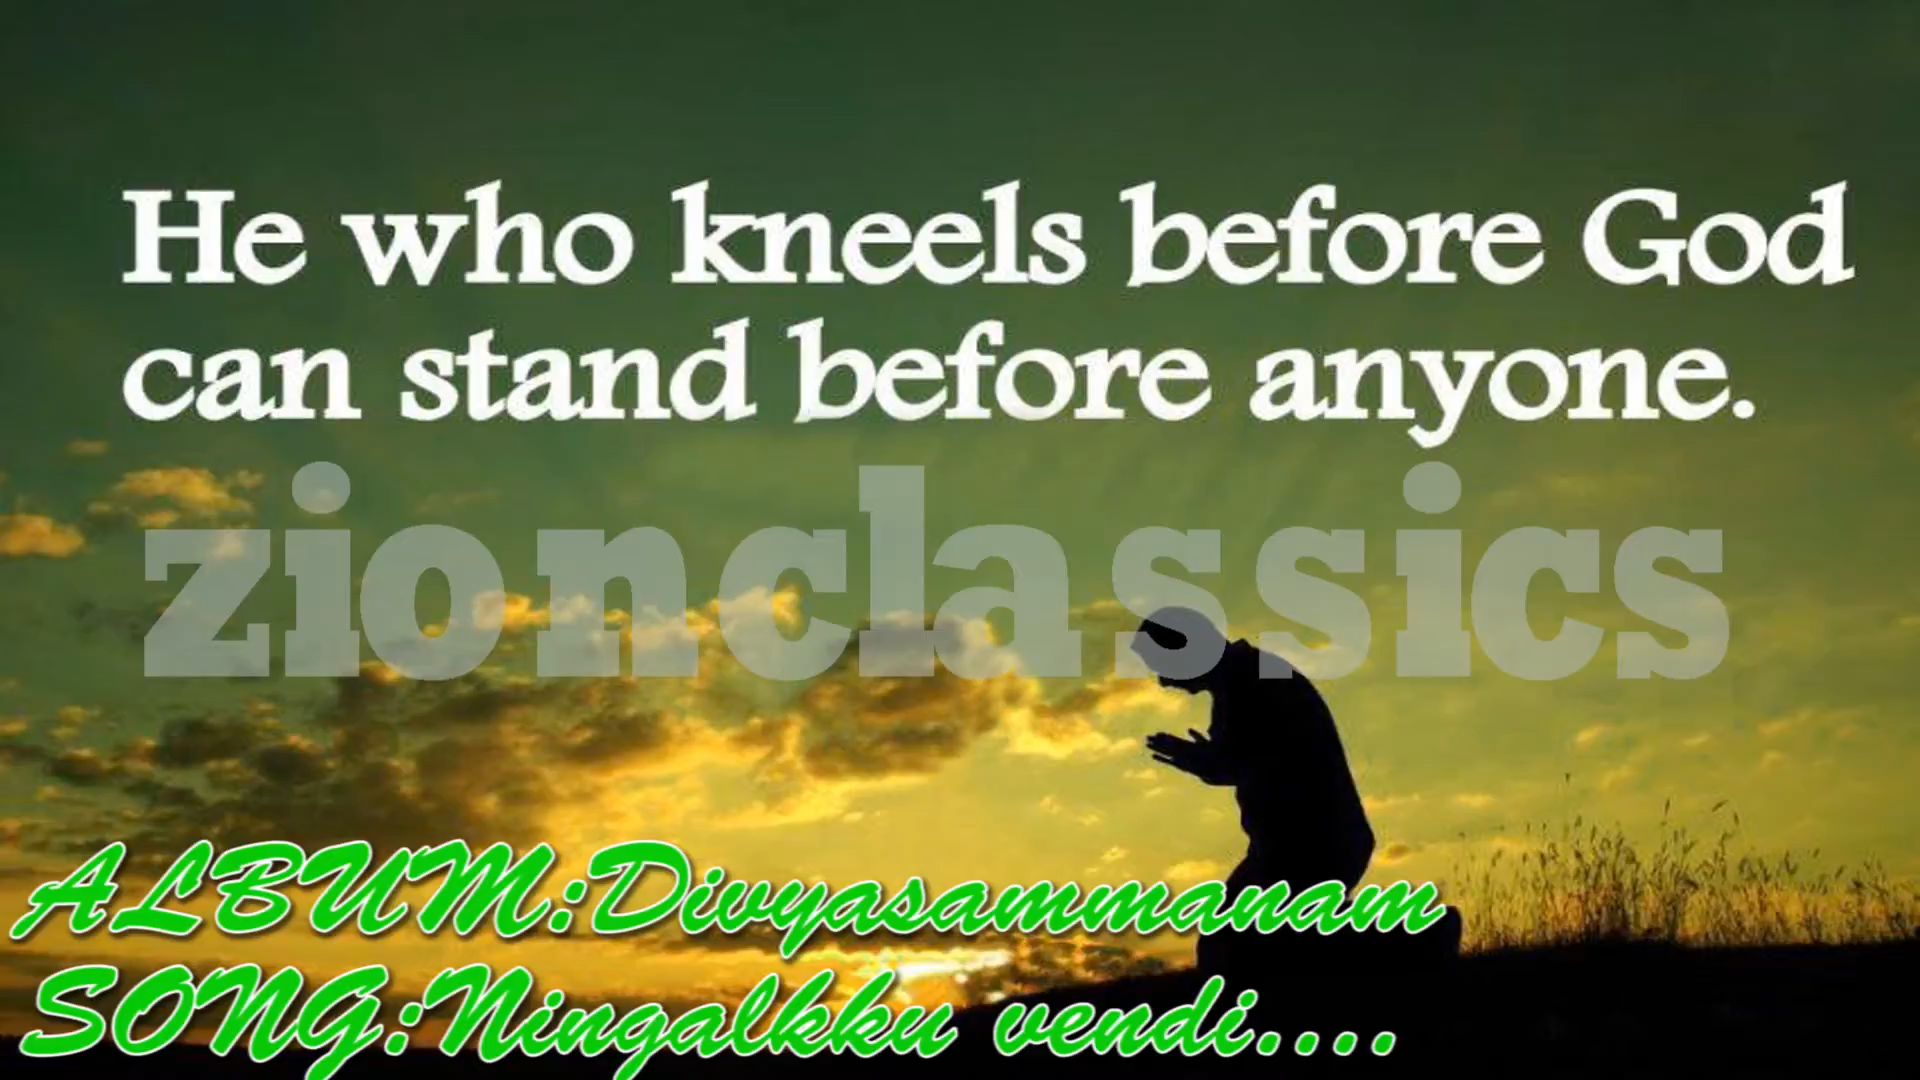 He who kneels before God
can stand before anyone.
zionclassics
ALBUM:Divyasammanam
SONG:Ningalkku vendi....